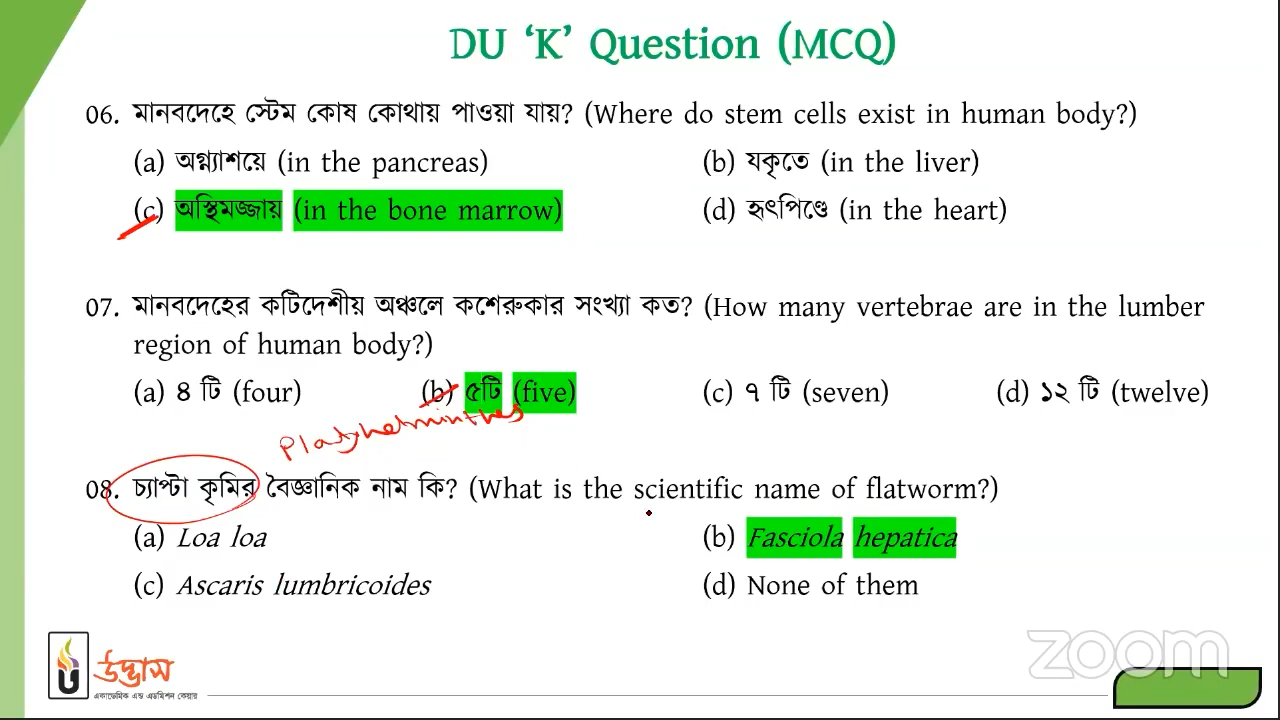 DU ‘K’ Question (MCQ)
06. মানবদেহে স্টেম কোষ কোথায় পাওয়া যায়? (Where do stem cells exist in human body?)
(a) অগ্ন্যাশয়ে (in the pancreas) (b) যকৃতে (in the liver)
(c) অস্থিমজ্জায় (in the bone marrow) (d) হৃৎপিণ্ডে (in the heart)
07. মানবদেহের কটিদেশীয় অঞ্চলে কশেরুকার সংখ্যা কত? (How many vertebrae are in the lumber
region of human body?)
(a) ৪ টি (four) (b) ৫টি (five) (c) ৭ টি (seven) (d) ১২ টি (twelve)
Platyhelminthes
08. চ্যাপ্টা কৃমির বৈজ্ঞানিক নাম কি? (What is the scientific name of flatworm?)
(a) Loa loa (b) Fasciola hepatica
(c) Ascaris lumbricoides (d) None of them
উদ্ভাস
একাডেমিক এন্ড এডমিশন কেয়ার
zoom